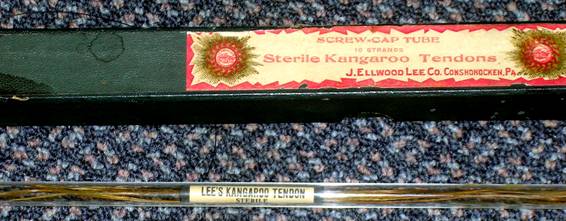 SCREW-CAP TUBE
10 STRANDS
Sterile Kangaroo Tendons
J. ELLWOOD LEE CO. CONSHOHOCKEN, PA.
LEE'S KANGAROO TENDON
STERILE